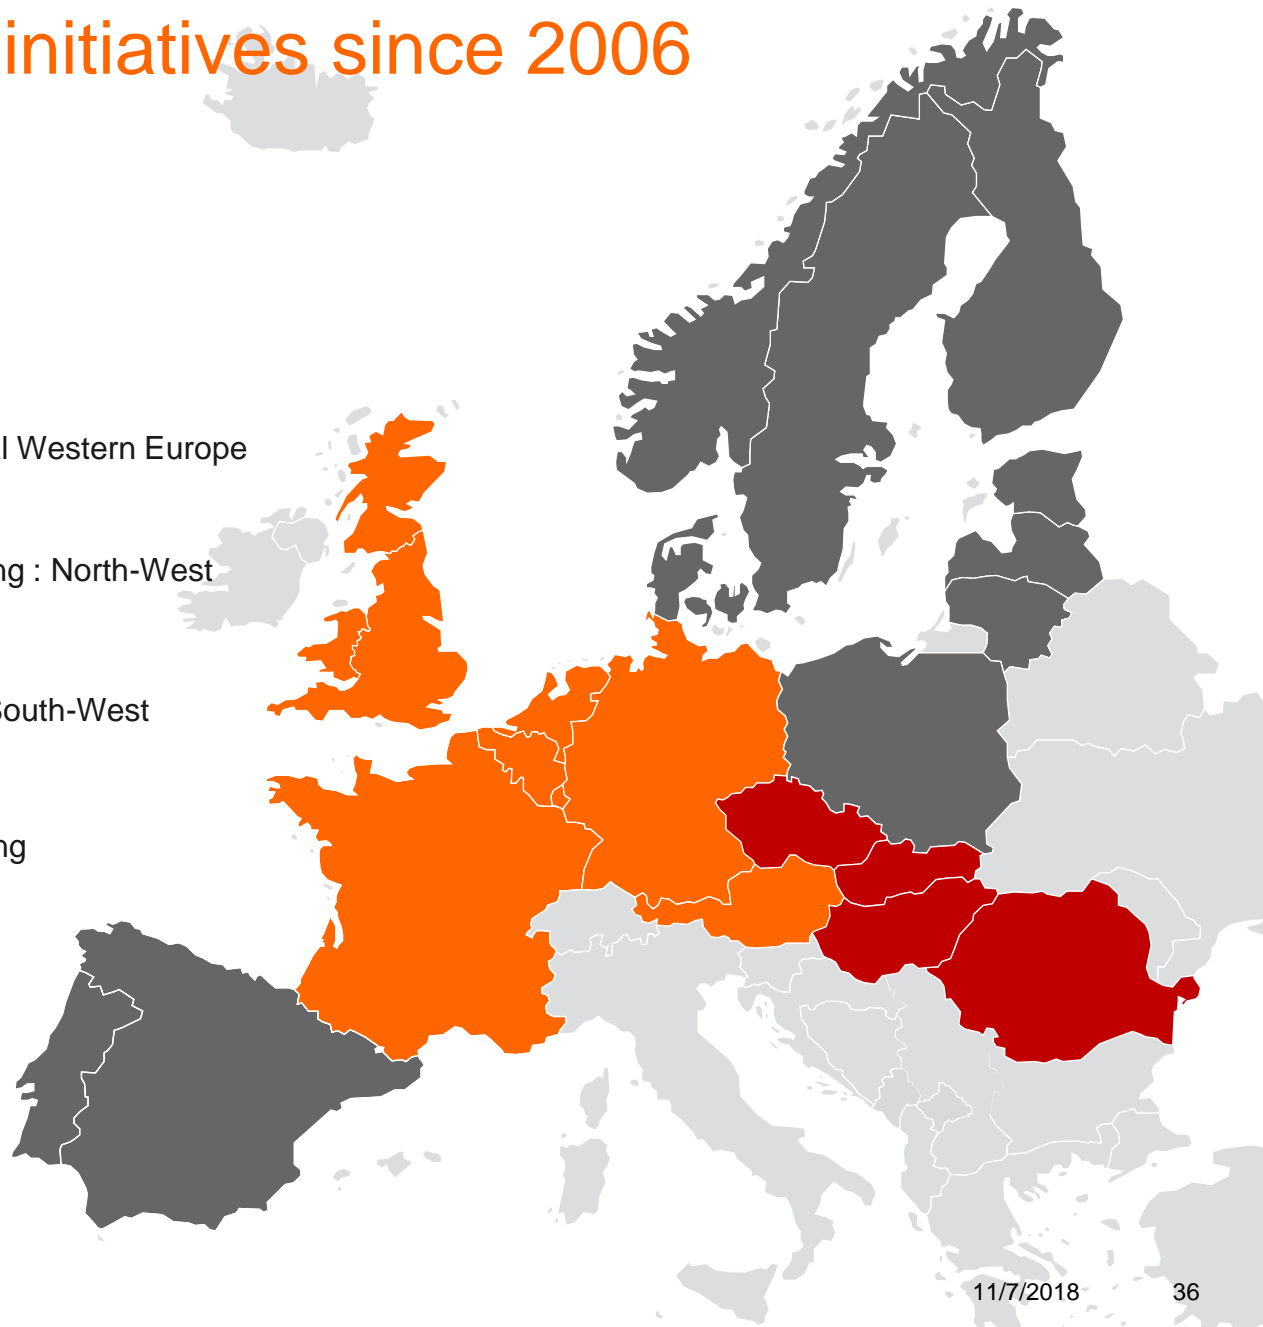 initiatives since 2006
l Western Europe
ng : North-West
South-West
ng
11/7/2018
36